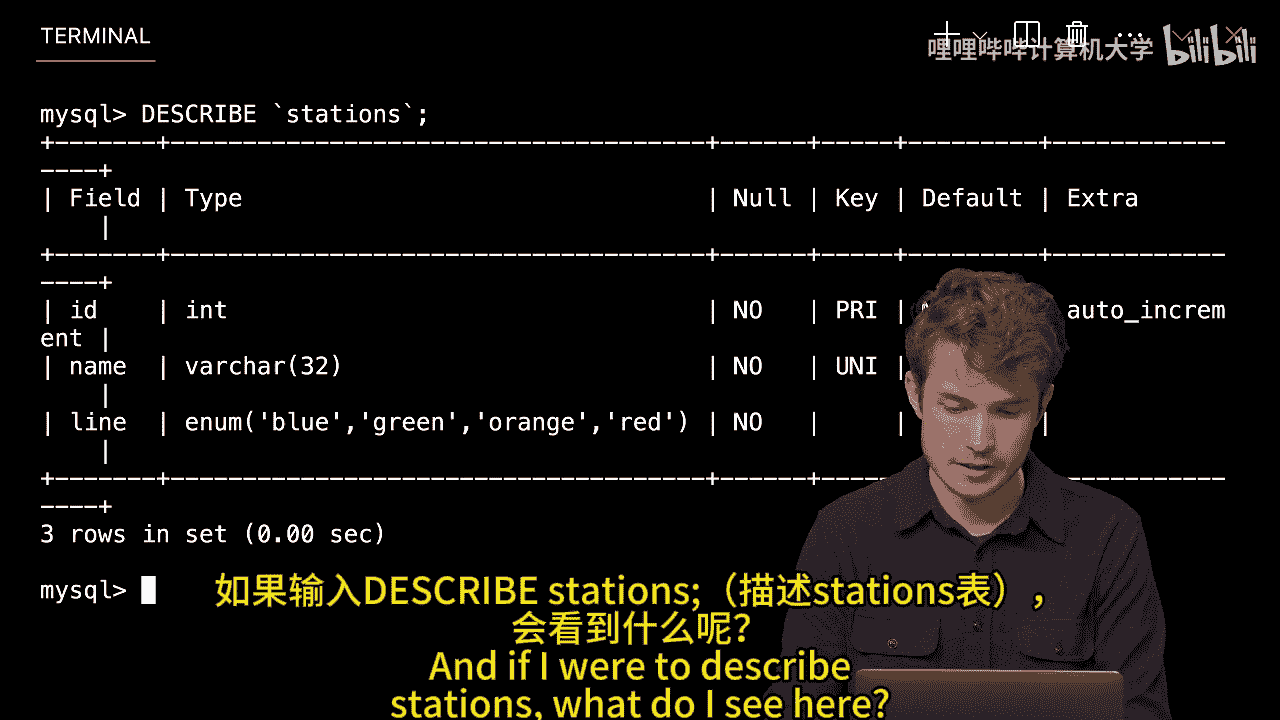 TERMINAL
哩哩哔哔计算机大学 bilibili
mysql> DESCRIBE `stations`;
+-------+-------------------------------------+------+-----+---------+------------
----+
| Field | Type                                | Null | Key | Default | Extra
    |
+-------+-------------------------------------+------+-----+---------+------------
----+
| id    | int                                 | NO   | PRI | auto_increm
ent |
| name  | varchar(32)                         | NO   | UNI |
    |
| line  | enum('blue','green','orange','red') | NO   |     | |
    |
+-------+-------------------------------------+------+-----+------------
----+
3 rows in set (0.00 sec)
mysql>
如果输入DESCRIBE stations;（描述stations表），
会看到什么呢？
And if I were to describe
stations, what do I see here?